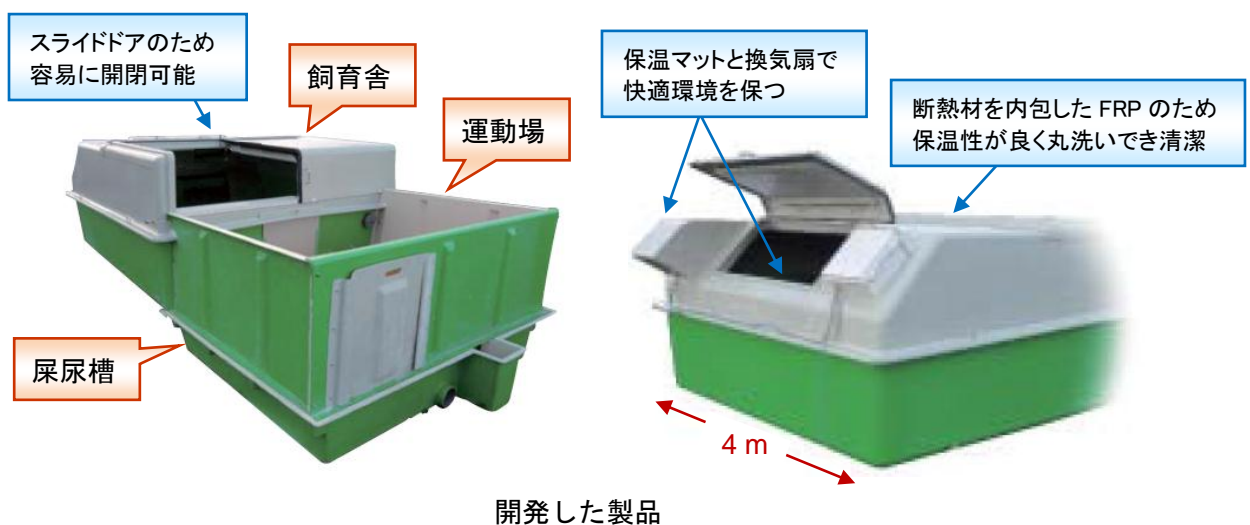 スライドドアのため
容易に開閉可能
飼育舎
運動場
屎尿槽
保温マットと換気扇で
快適環境を保つ
断熱材を内包した FRP のため
保温性が良く丸洗いでき清潔
4 m
開発した製品